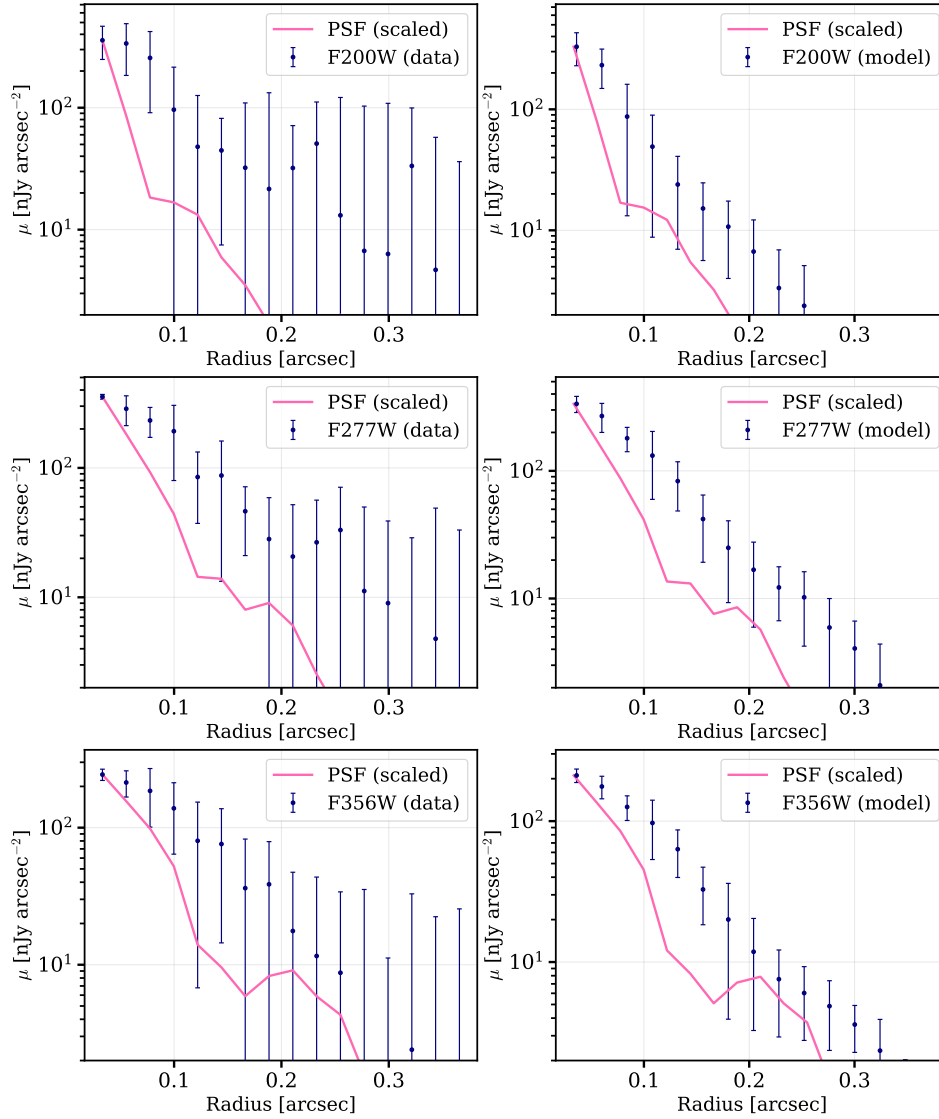 PSF (scaled)
F200W (data)
10²
10¹
μ [nJy arcsec⁻²]
0.1 0.2 0.3
Radius [arcsec]
PSF (scaled)
F200W (model)
10²
10¹
μ [nJy arcsec⁻²]
0.1 0.2 0.3
Radius [arcsec]
PSF (scaled)
F277W (data)
10²
10¹
μ [nJy arcsec⁻²]
0.1 0.2 0.3
Radius [arcsec]
PSF (scaled)
F277W (model)
10²
10¹
μ [nJy arcsec⁻²]
0.1 0.2 0.3
Radius [arcsec]
PSF (scaled)
F356W (data)
10²
10¹
μ [nJy arcsec⁻²]
0.1 0.2 0.3
Radius [arcsec]
PSF (scaled)
F356W (model)
10²
10¹
μ [nJy arcsec⁻²]
0.1 0.2 0.3
Radius [arcsec]